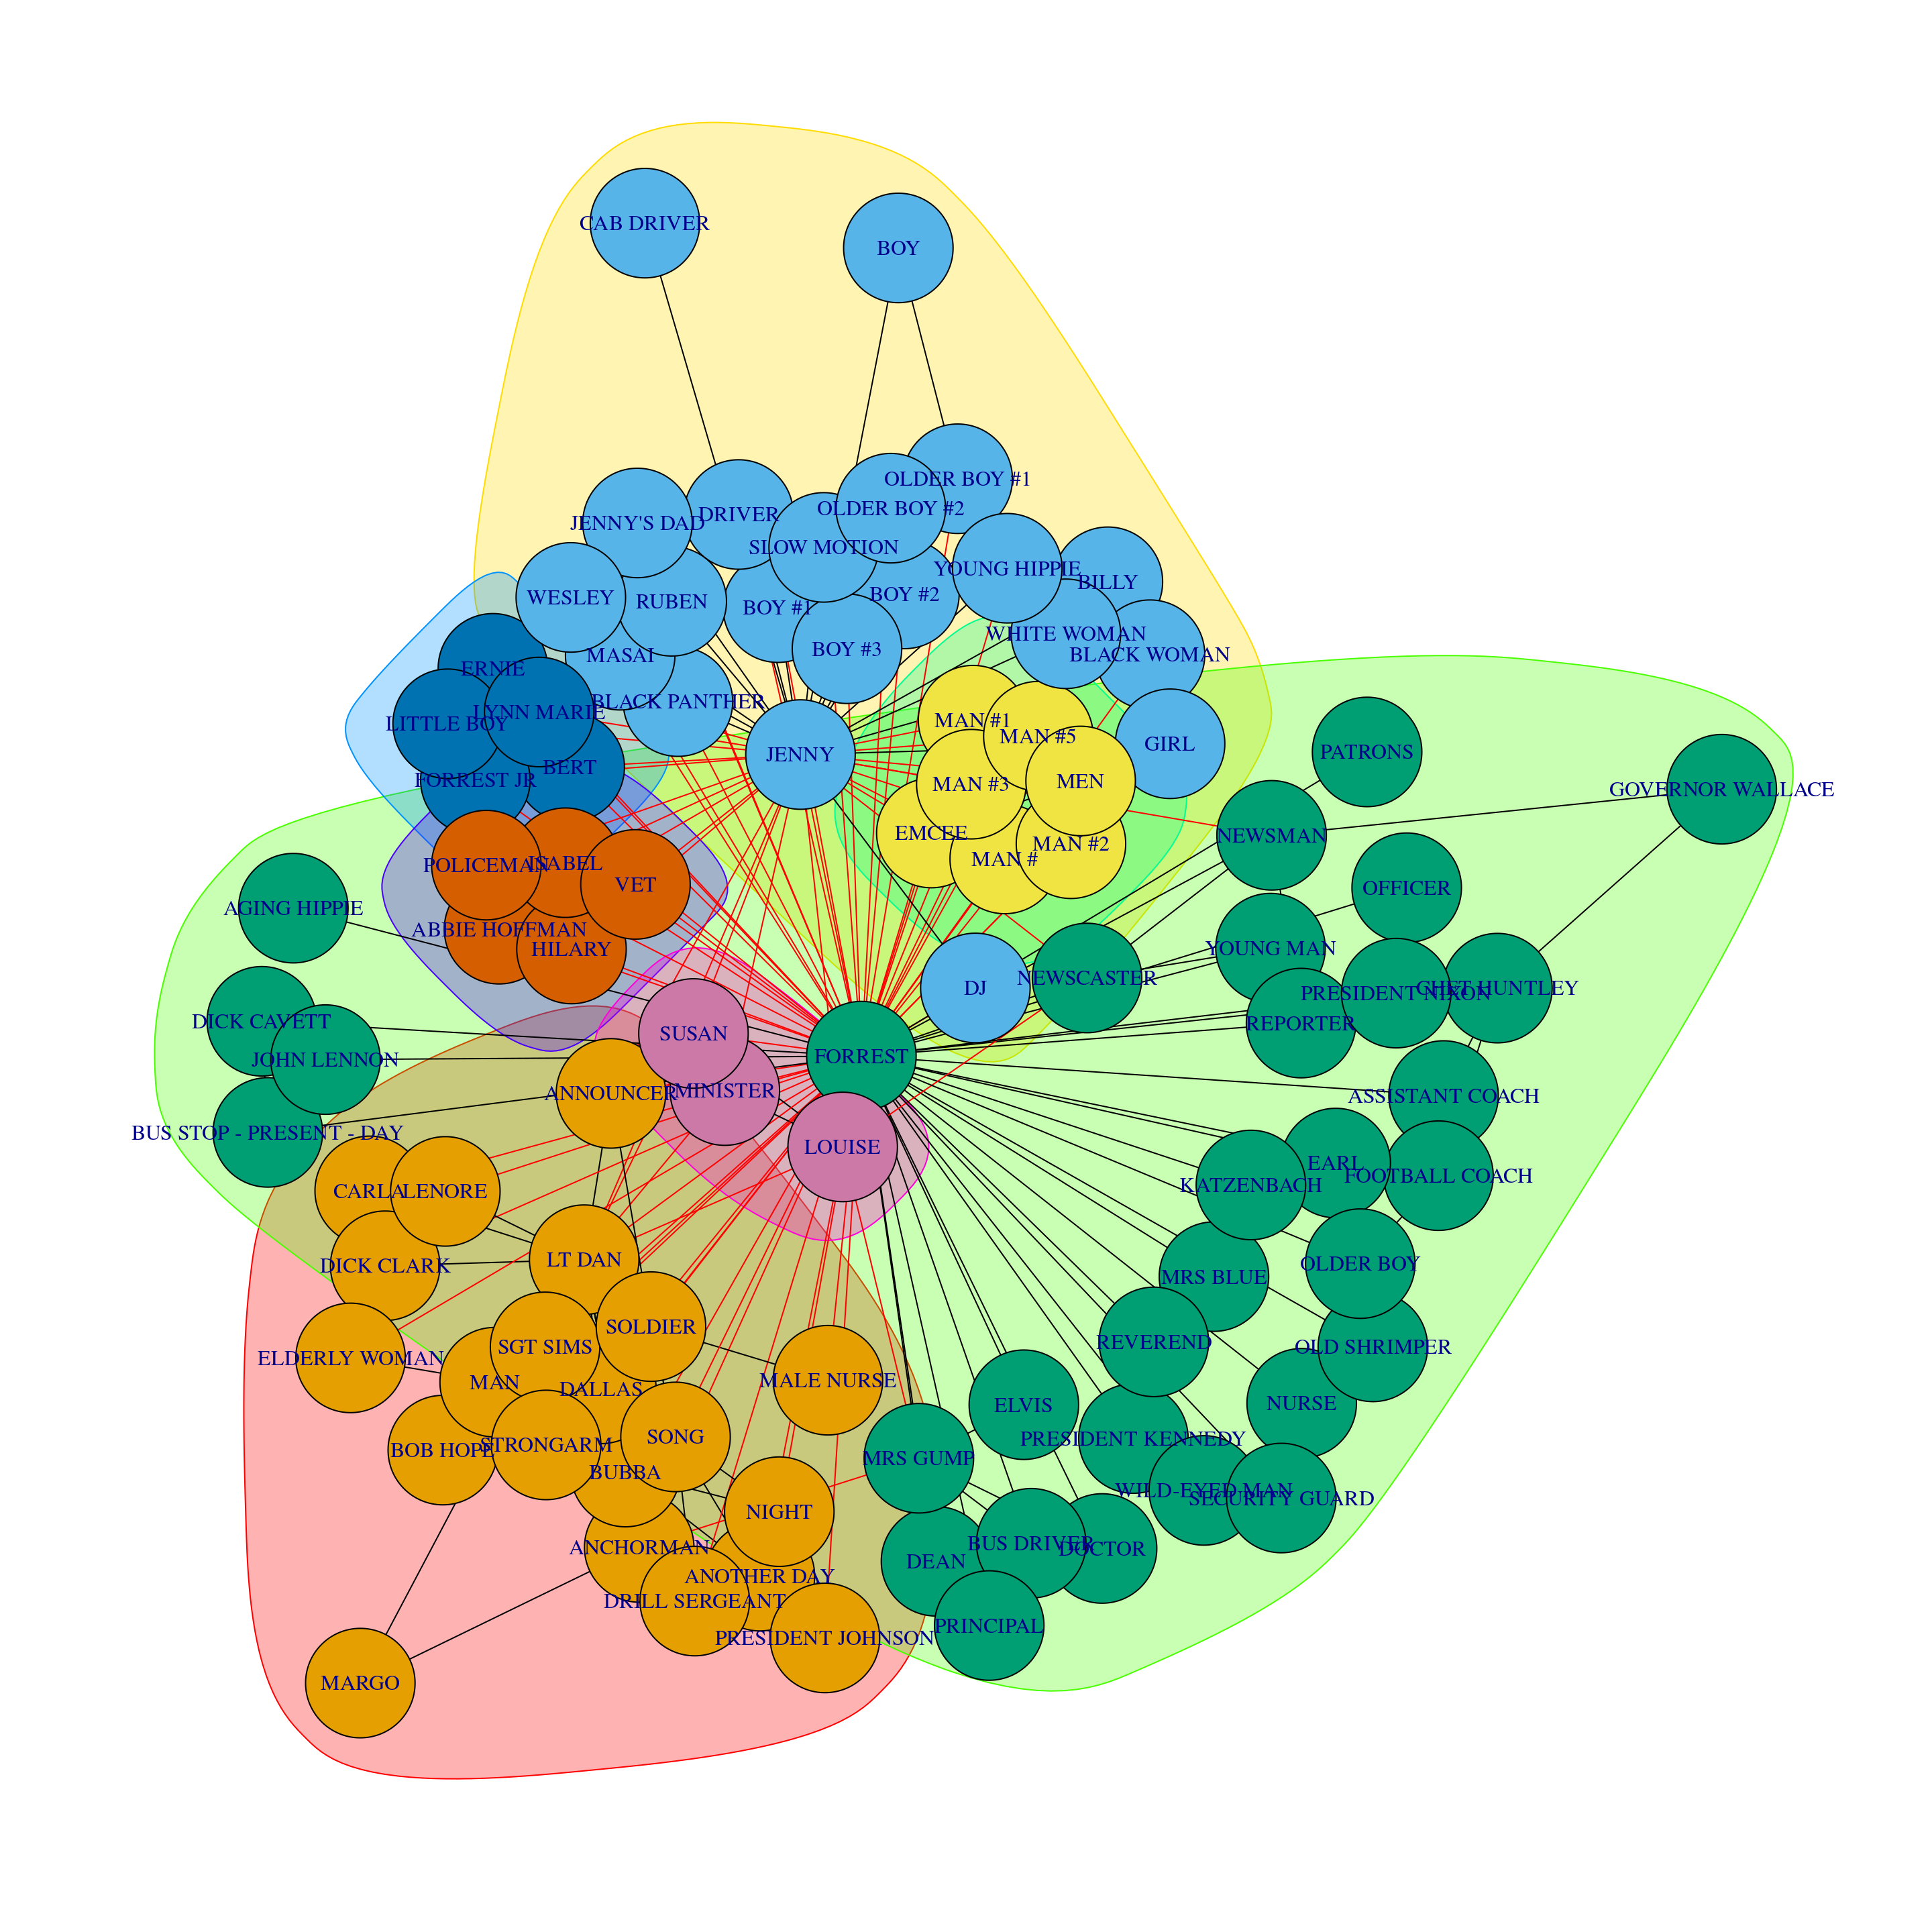 CAB DRIVER
BOY
OLDER BOY #1
OLDER BOY #2
DRIVER
JENNY'S DAD
SLOW MOTION
YOUNG HIPPIE
BILLY
WESLEY
RUBEN
BOY #1
BOY #2
WHITE WOMAN
BOY #3
MASAI
BLACK WOMAN
ERNIE
BLACK PANTHER
LYNN MARIE
LITTLE BOY
MAN #1
MAN #5
GIRL
PATRONS
JENNY
BERT
FORREST JR
MAN #3
MEN
GOVERNOR WALLACE
EMCEE
NEWSMAN
MAN #2
MAN #
POLICEMAN
ISABEL
VET
OFFICER
AGING HIPPIE
ABBIE HOFFMAN
HILARY
YOUNG MAN
NEWSCASTER
DJ
PRESIDENT NIXON
CHET HUNTLEY
DICK CAVETT
REPORTER
SUSAN
FORREST
JOHN LENNON
ANNOUNCER
MINISTER
ASSISTANT COACH
BUS STOP - PRESENT - DAY
LOUISE
EARL
FOOTBALL COACH
KATZENBACH
CARLA
LENORE
LT DAN
DICK CLARK
OLDER BOY
MRS BLUE
SOLDIER
REVEREND
SGT SIMS
OLD SHRIMPER
ELDERLY WOMAN
MAN
DALLAS
MALE NURSE
ELVIS
NURSE
SONG
PRESIDENT KENNEDY
BOB HOPE
STRONGARM
MRS GUMP
BUBBA
WILD-EYED MAN
SECURITY GUARD
NIGHT
BUS DRIVER
DOCTOR
ANCHORMAN
DEAN
ANOTHER DAY
DRILL SERGEANT
PRINCIPAL
PRESIDENT JOHNSON
MARGO